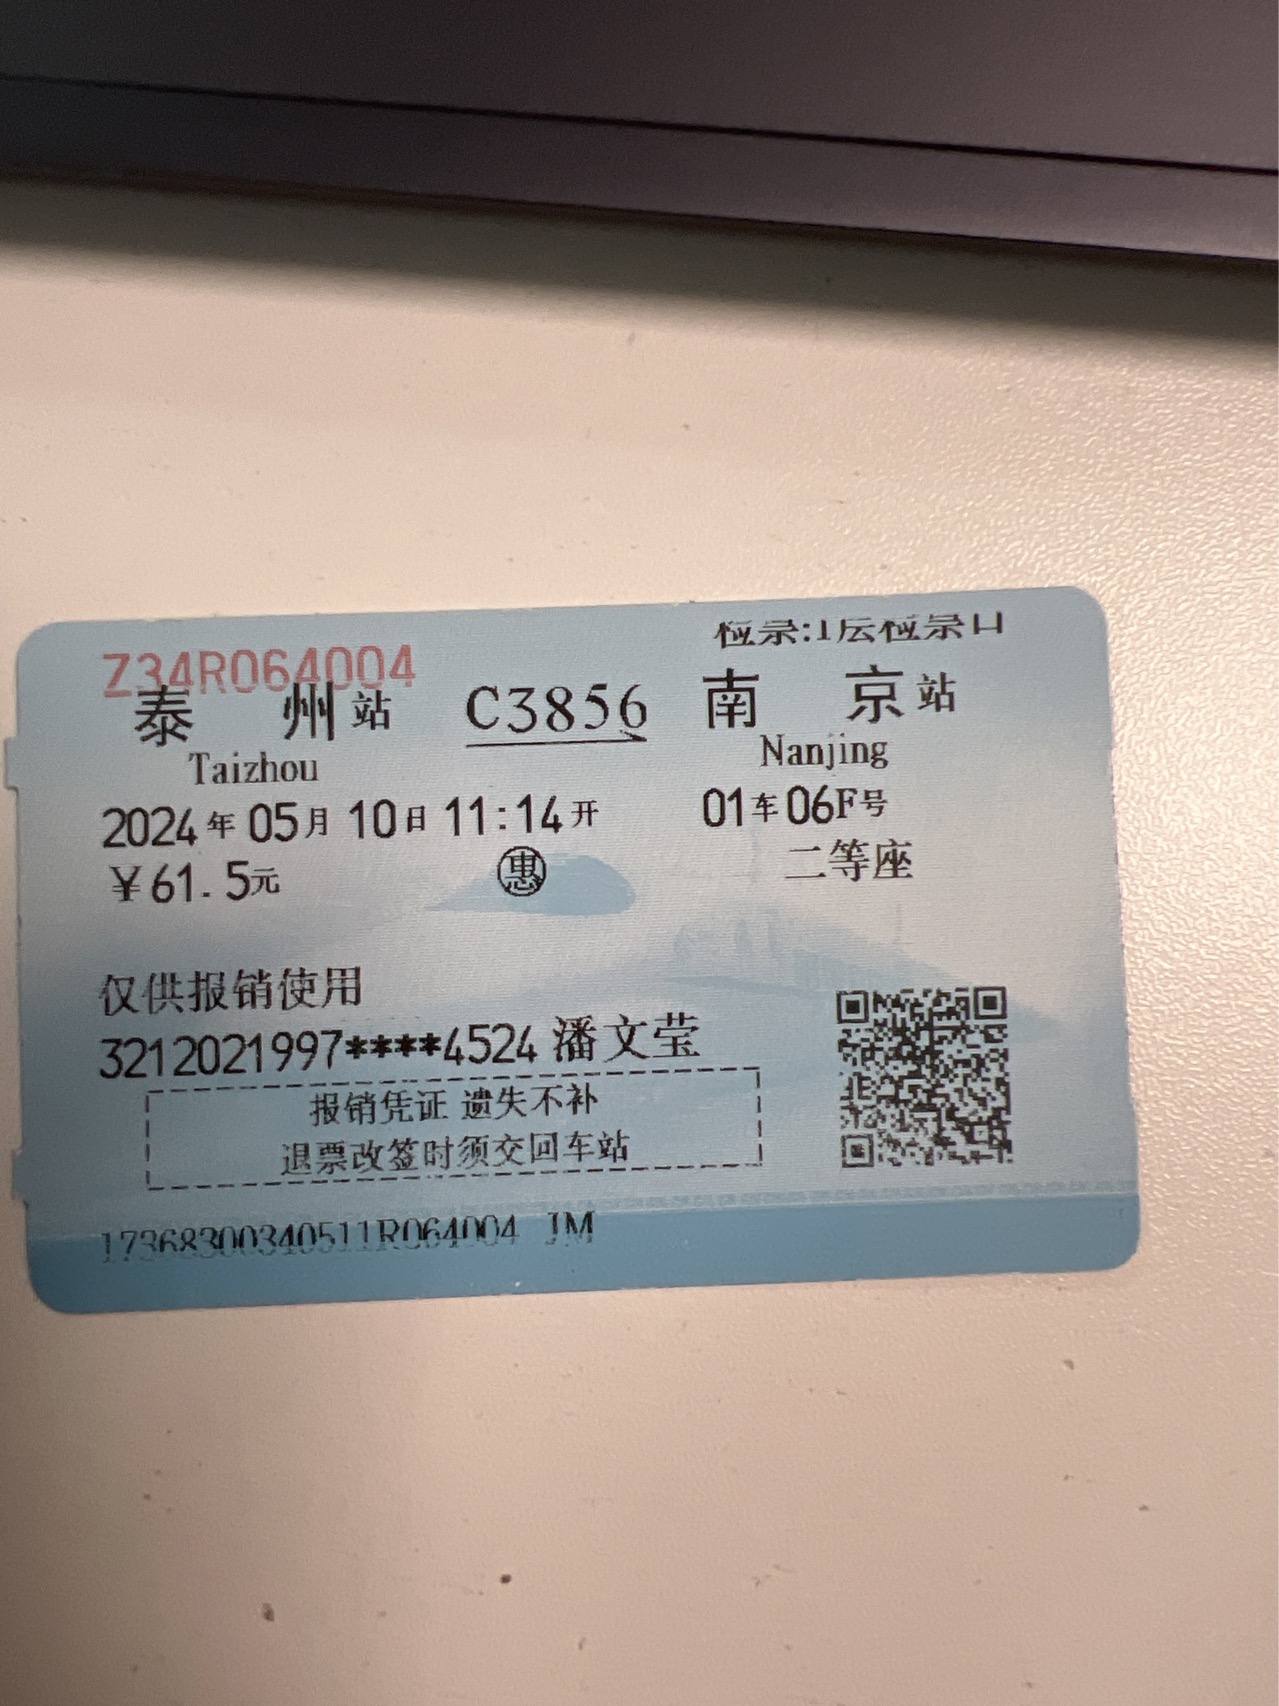 检票:1层检票口
Z34R064004
泰州站 C3856 南京站
Taizhou Nanjing
2024年05月10日11:14开 01车06F号
¥61.5元 惠 二等座
仅供报销使用
3212021997****4524潘文莹
报销凭证 遗失不补
退票改签时须交回车站
17368300340511R064004 JM